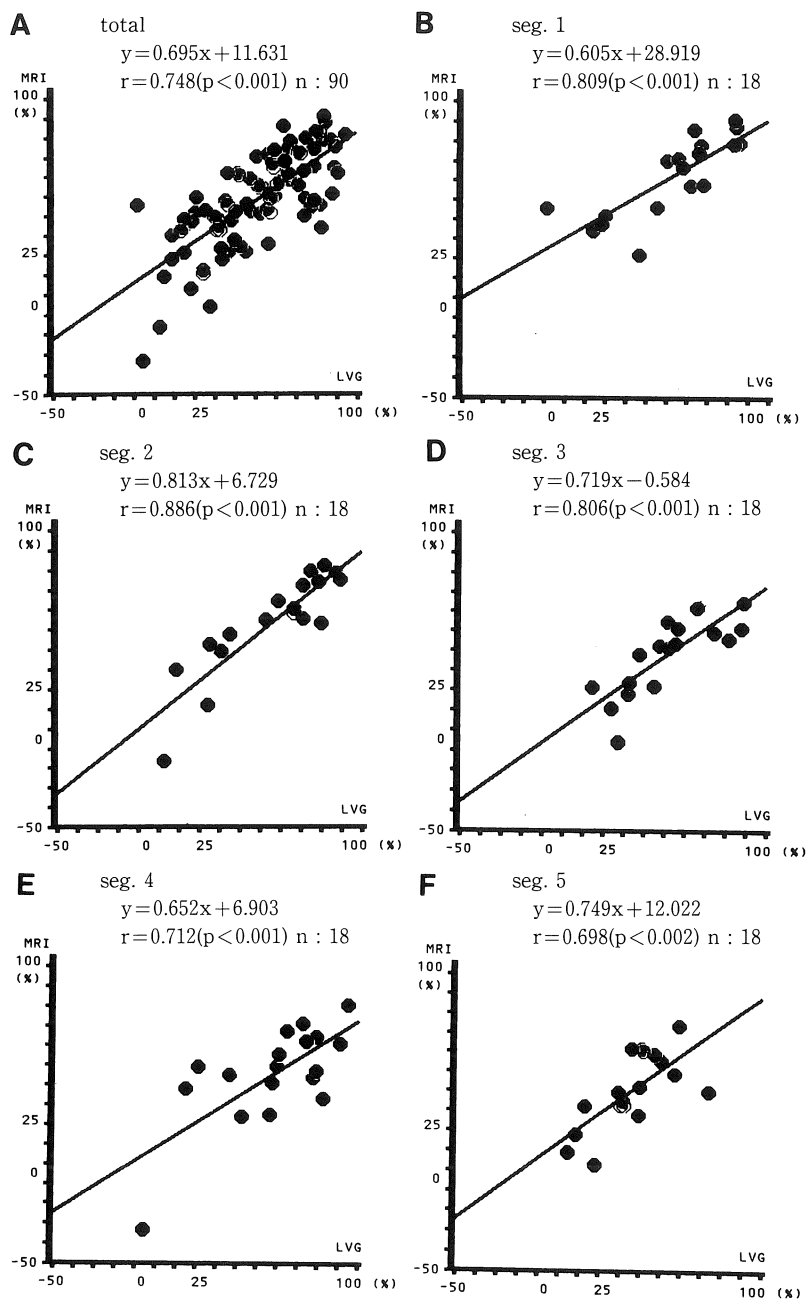 A total
y=0.695x+11.631
r=0.748(p<0.001) n : 90
MRI
100
(%)
25
0
-50
LVG
-50 0 25 100 (%)
B seg. 1
y=0.605x+28.919
r=0.809(p<0.001) n : 18
MRI
100
(%)
25
0
-50
LVG
-50 0 25 100 (%)
C seg. 2
y=0.813x+6.729
r=0.886(p<0.001) n : 18
MRI
100
(%)
25
0
-50
LVG
-50 0 25 100 (%)
D seg. 3
y=0.719x−0.584
r=0.806(p<0.001) n : 18
MRI
100
(%)
25
0
-50
LVG
-50 0 25 100 (%)
E seg. 4
y=0.652x+6.903
r=0.712(p<0.001) n : 18
MRI
100
(%)
25
0
-50
LVG
-50 0 25 100 (%)
F seg. 5
y=0.749x+12.022
r=0.698(p<0.002) n : 18
MRI
100
(%)
25
0
-50
LVG
-50 0 25 100 (%)